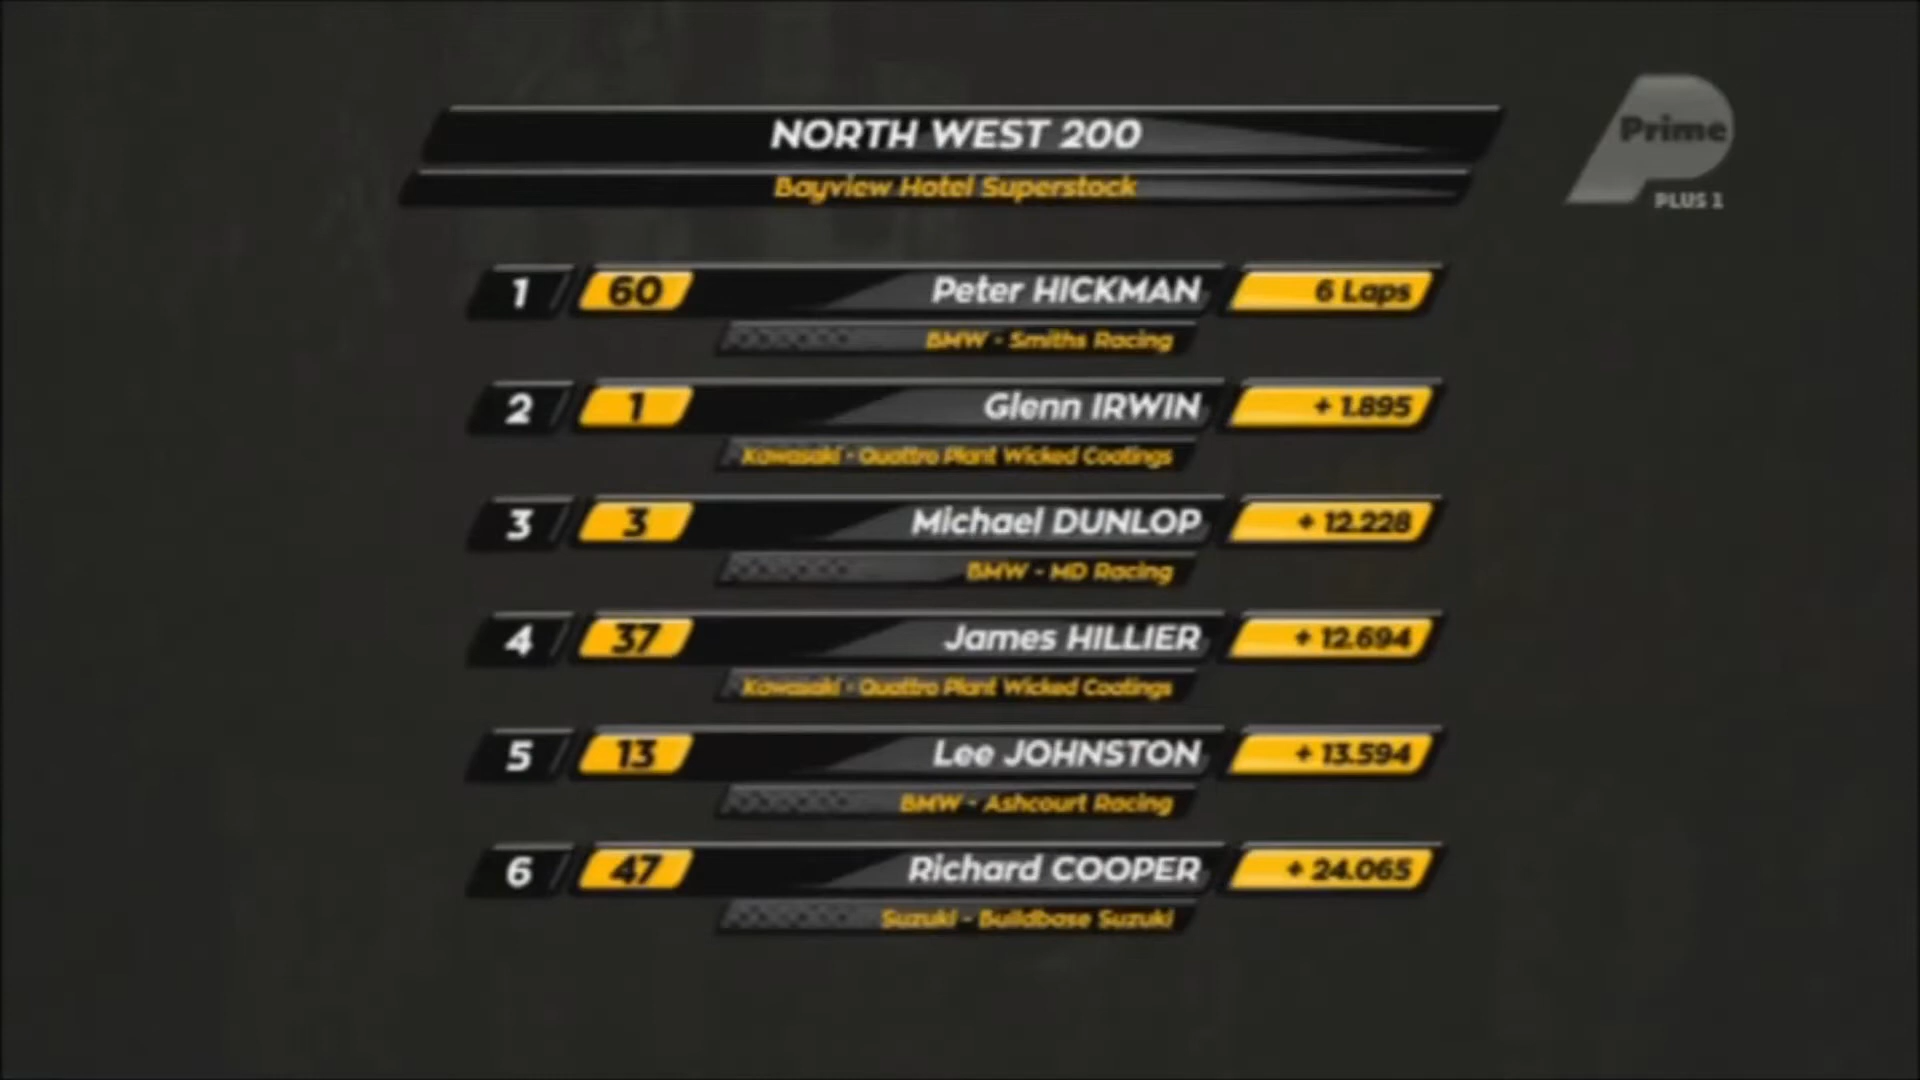 NORTH WEST 200
Bayview Hotel Superstock
Prime
PLUS 1
1 60 Peter HICKMAN 6 Laps
BMW - Smiths Racing
2 1 Glenn IRWIN + 1.895
Kawasaki - Quattro Plant Wicked Coatings
3 3 Michael DUNLOP + 12.228
BMW - MD Racing
4 37 James HILLIER + 12.694
Kawasaki - Quattro Plant Wicked Coatings
5 13 Lee JOHNSTON + 13.594
BMW - Ashcourt Racing
6 47 Richard COOPER + 24.065
Suzuki - Buildbase Suzuki